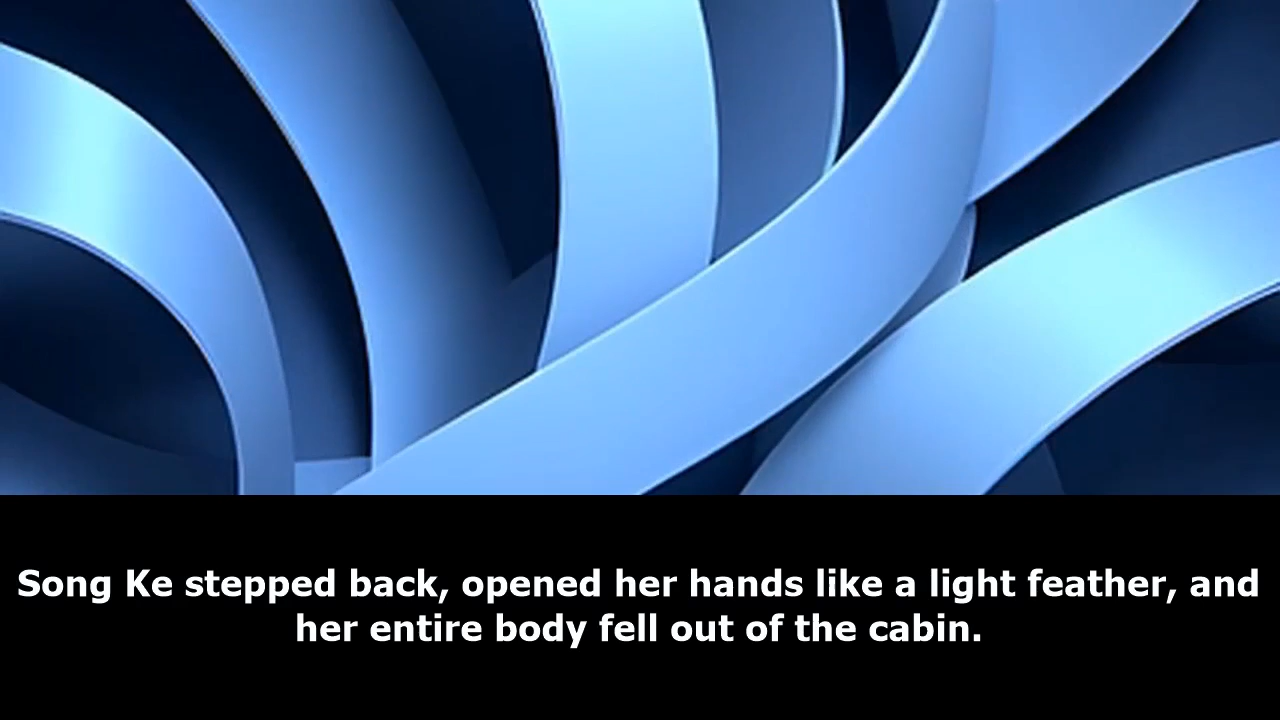 Song Ke stepped back, opened her hands like a light feather, and
her entire body fell out of the cabin.